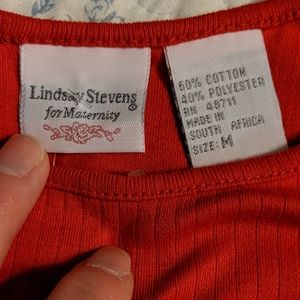 Lindsay Stevens®
for Maternity
60% COTTON
40% POLYESTER
RN 48711
MADE IN
SOUTH AFRICA
SIZE: M